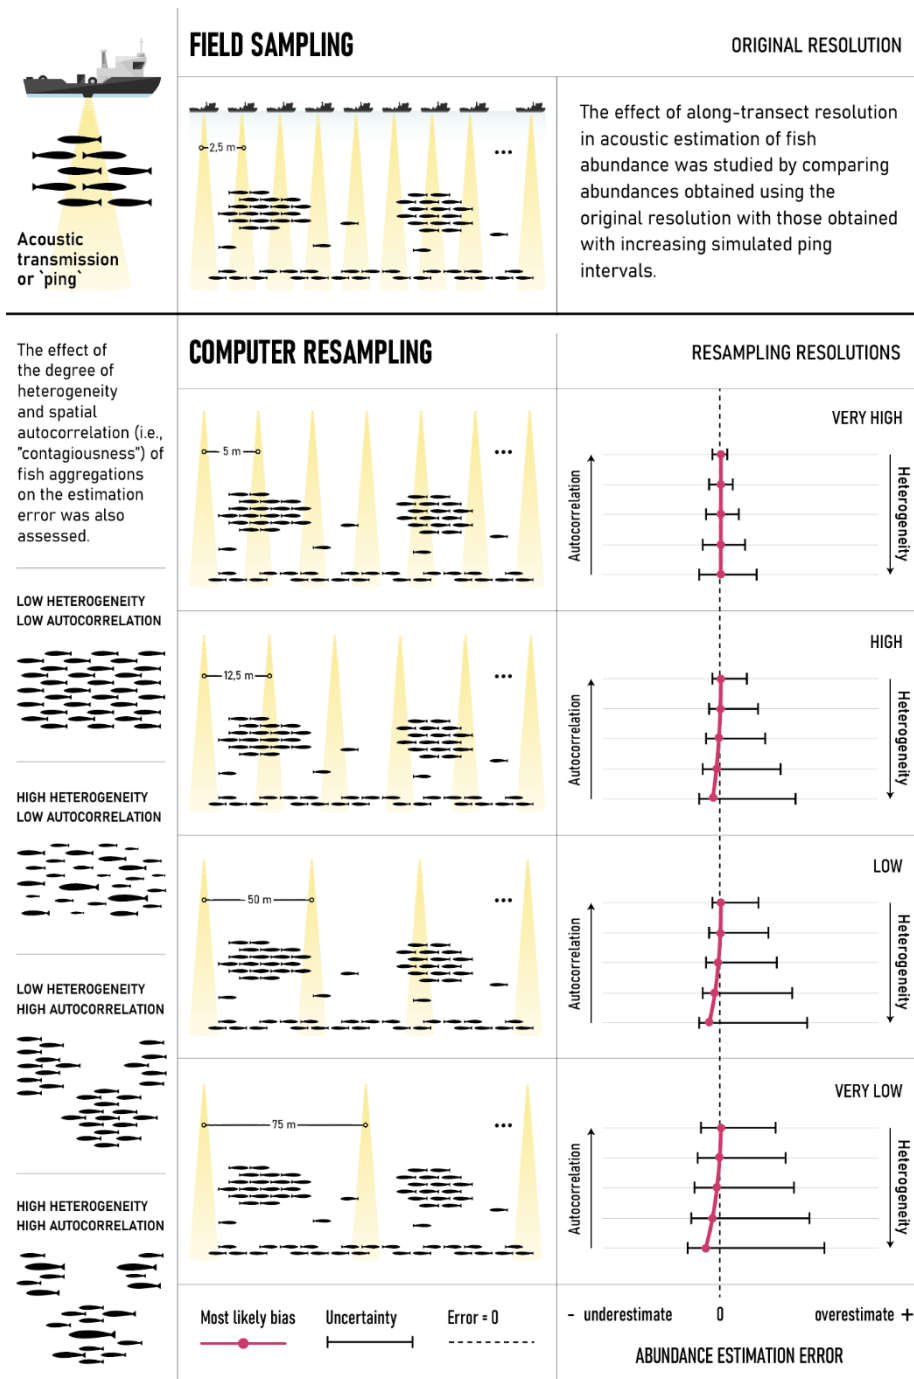 FIELD SAMPLING
ORIGINAL RESOLUTION
Acoustic
transmission
or `ping`
2,5 m
...
The effect of along-transect resolution
in acoustic estimation of fish
abundance was studied by comparing
abundances obtained using the
original resolution with those obtained
with increasing simulated ping
intervals.
The effect of
the degree of
heterogeneity
and spatial
autocorrelation (i.e.,
"contagiousness") of
fish aggregations
on the estimation
error was also
assessed.
LOW HETEROGENEITY
LOW AUTOCORRELATION
HIGH HETEROGENEITY
LOW AUTOCORRELATION
LOW HETEROGENEITY
HIGH AUTOCORRELATION
HIGH HETEROGENEITY
HIGH AUTOCORRELATION
COMPUTER RESAMPLING
RESAMPLING RESOLUTIONS
5 m
...
VERY HIGH
Autocorrelation
Heterogeneity
12,5 m
...
HIGH
Autocorrelation
Heterogeneity
50 m
...
LOW
Autocorrelation
Heterogeneity
75 m
...
VERY LOW
Autocorrelation
Heterogeneity
Most likely bias
Uncertainty
Error = 0
- underestimate
0
overestimate +
ABUNDANCE ESTIMATION ERROR